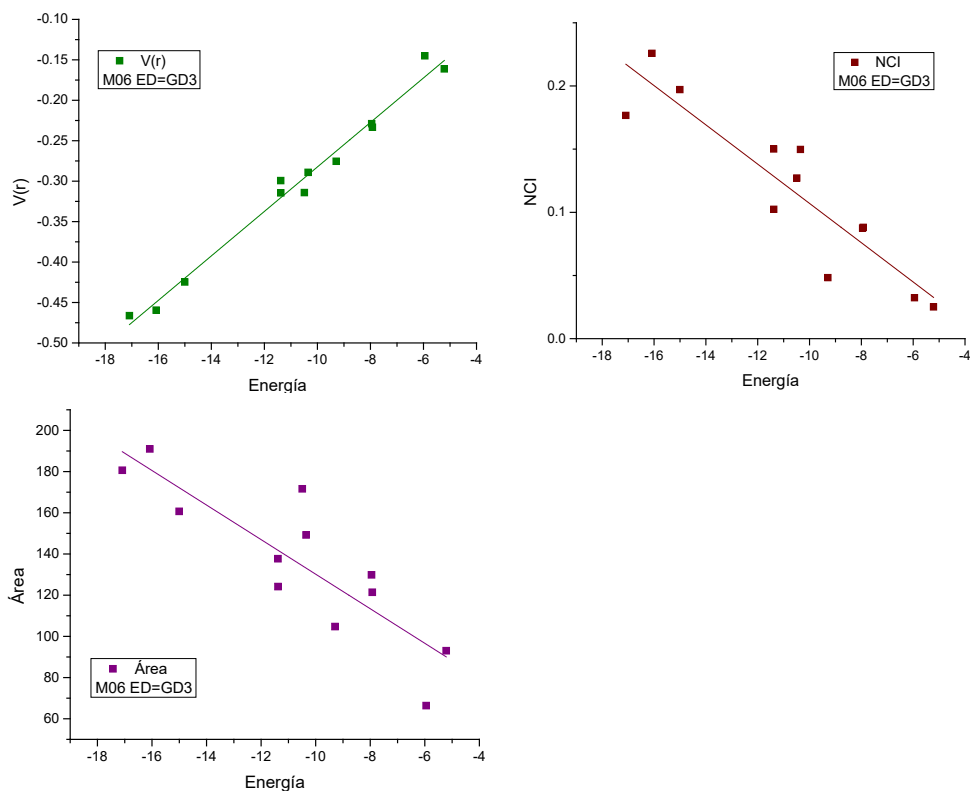 -0.10
-0.15
-0.20
-0.25
-0.30
-0.35
-0.40
-0.45
-0.50
V(r)
V(r)
M06 ED=GD3
-18 -16 -14 -12 -10 -8 -6 -4
Energía
0.2
0.1
0.0
NCI
NCI
M06 ED=GD3
-18 -16 -14 -12 -10 -8 -6 -4
Energía
200
180
160
140
120
100
80
60
Área
Área
M06 ED=GD3
-18 -16 -14 -12 -10 -8 -6 -4
Energía